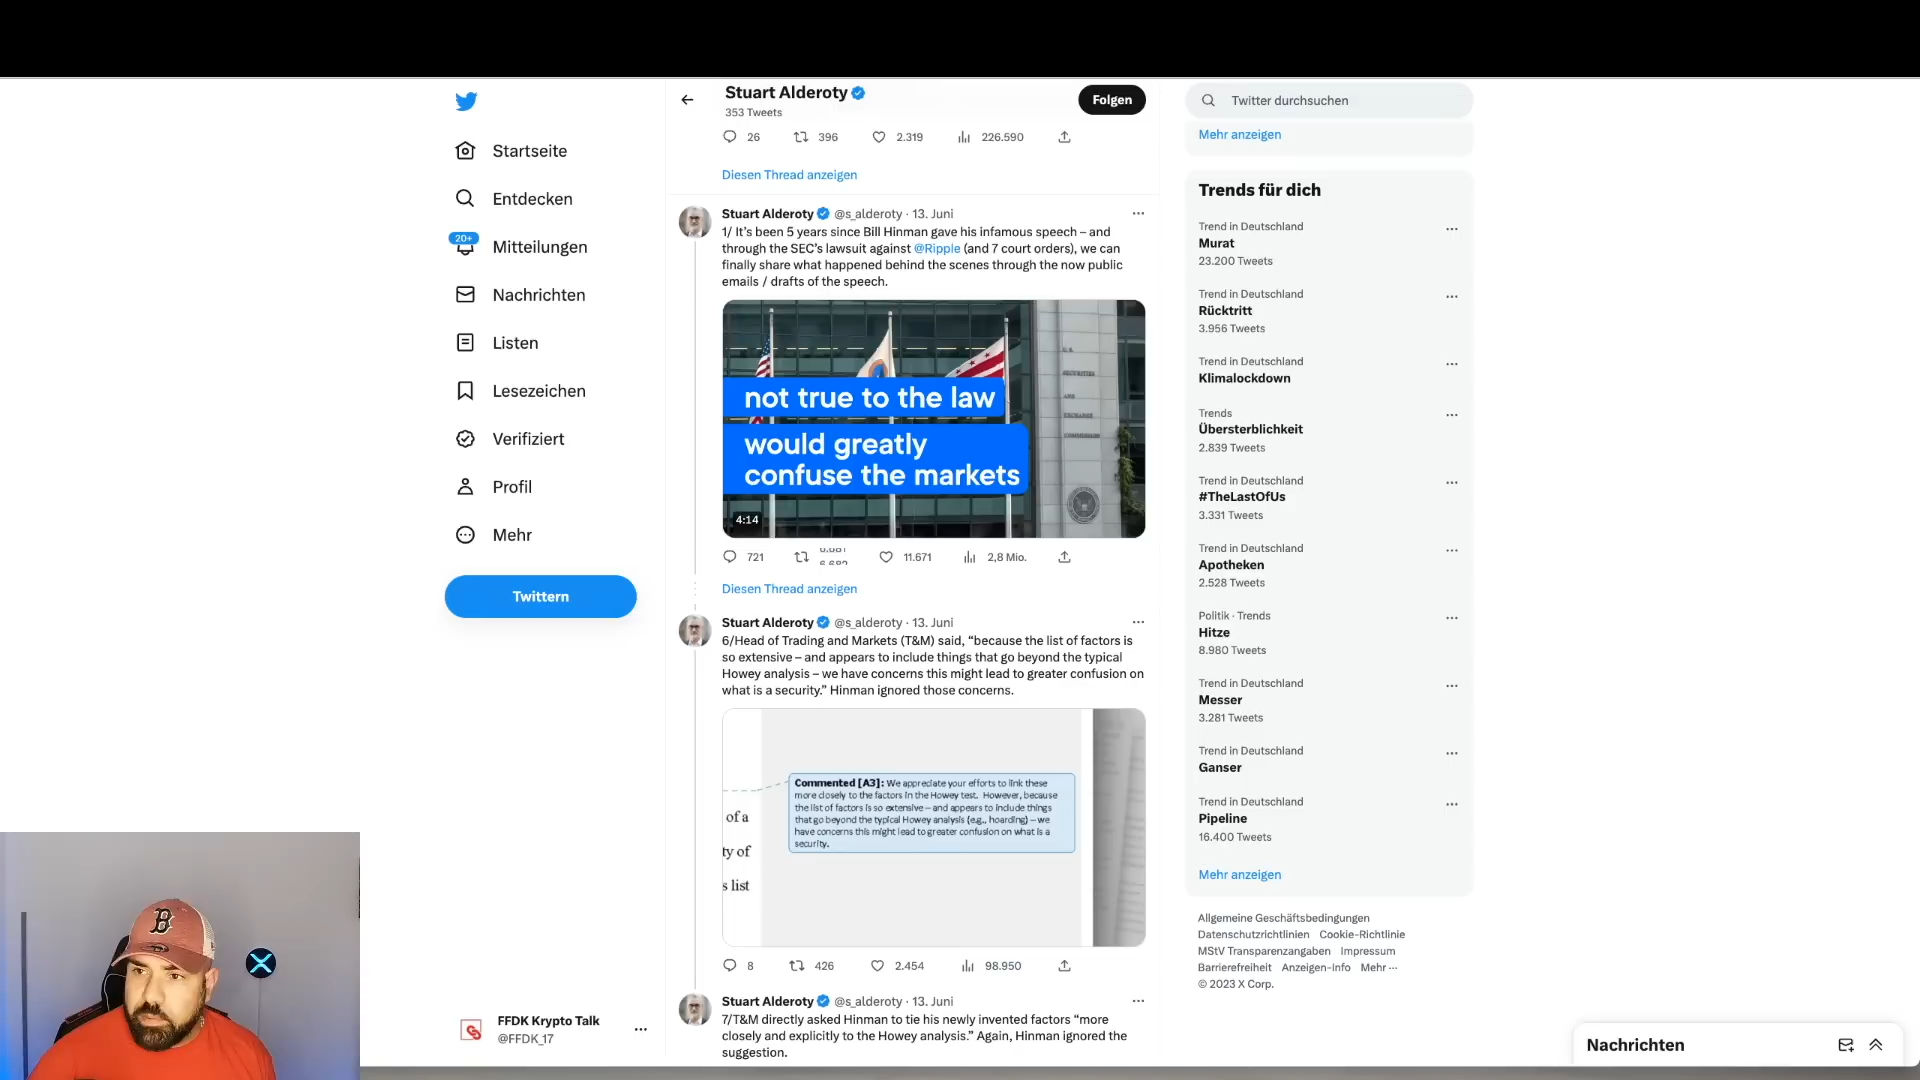 Stuart Alderoty
353 Tweets
Folgen
26 396 2.319 226.590
Diesen Thread anzeigen
Startseite
Entdecken
20+
Mitteilungen
Nachrichten
Listen
Lesezeichen
Verifiziert
Profil
Mehr
Twittern
Stuart Alderoty @s_alderoty · 13. Juni
1/ It's been 5 years since Bill Hinman gave his infamous speech – and
through the SEC's lawsuit against @Ripple (and 7 court orders), we can
finally share what happened behind the scenes through the now public
emails / drafts of the speech.
U.S.
SECURITIES
AND
EXCHANGE
COMMISSION
not true to the law
would greatly
confuse the markets
4:14
721 11.671 2,8 Mio.
Diesen Thread anzeigen
Stuart Alderoty @s_alderoty · 13. Juni
6/Head of Trading and Markets (T&M) said, “because the list of factors is
so extensive – and appears to include things that go beyond the typical
Howey analysis – we have concerns this might lead to greater confusion on
what is a security.” Hinman ignored those concerns.
of a
ty of
s list
Commented [A3]: We appreciate your efforts to link these
more closely to the factors in the Howey test. However, because
the list of factors is so extensive – and appears to include things
that go beyond the typical Howey analysis (e.g., hoarding) – we
have concerns this might lead to greater confusion on what is a
security.
8 426 2.454 98.950
Stuart Alderoty @s_alderoty · 13. Juni
7/T&M directly asked Hinman to tie his newly invented factors “more
closely and explicitly to the Howey analysis.” Again, Hinman ignored the
suggestion.
Twitter durchsuchen
Mehr anzeigen
Trends für dich
Trend in Deutschland
Murat
23.200 Tweets
Trend in Deutschland
Rücktritt
3.956 Tweets
Trend in Deutschland
Klimalockdown
Trends
Übersterblichkeit
2.839 Tweets
Trend in Deutschland
#TheLastOfUs
3.331 Tweets
Trend in Deutschland
Apotheken
2.528 Tweets
Politik · Trends
Hitze
8.980 Tweets
Trend in Deutschland
Messer
3.281 Tweets
Trend in Deutschland
Ganser
Trend in Deutschland
Pipeline
16.400 Tweets
Mehr anzeigen
Allgemeine Geschäftsbedingungen
Datenschutzrichtlinien Cookie-Richtlinie
MStV Transparenzangaben Impressum
Barrierefreiheit Anzeigen-Info Mehr ···
© 2023 X Corp.
B
FFDK Krypto Talk
@FFDK_17
Nachrichten